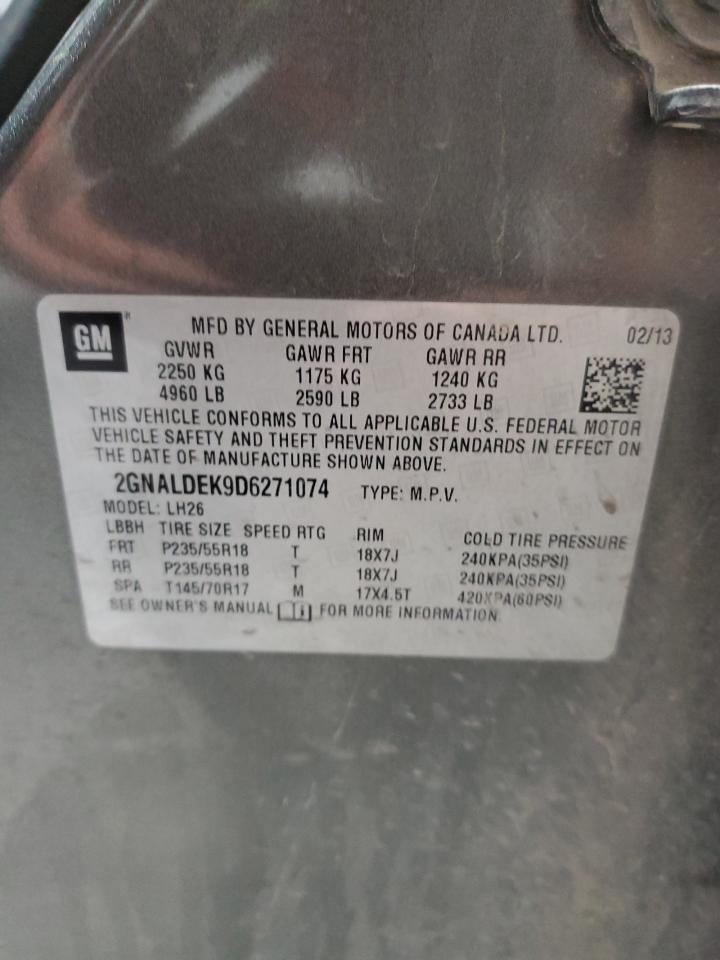 GM
MFD BY GENERAL MOTORS OF CANADA LTD. 02/13
GVWR GAWR FRT GAWR RR
2250 KG 1175 KG 1240 KG
4960 LB 2590 LB 2733 LB
THIS VEHICLE CONFORMS TO ALL APPLICABLE U.S. FEDERAL MOTOR
VEHICLE SAFETY AND THEFT PREVENTION STANDARDS IN EFFECT ON
THE DATE OF MANUFACTURE SHOWN ABOVE.
2GNALDEK9D6271074 TYPE: M.P.V.
MODEL: LH26
LBBH TIRE SIZE SPEED RTG RIM COLD TIRE PRESSURE
FRT P235/55R18 T 18X7J 240KPA(35PSI)
RR P235/55R18 T 18X7J 240KPA(35PSI)
SPA T145/70R17 M 17X4.5T 420KPA(60PSI)
SEE OWNER'S MANUAL FOR MORE INFORMATION